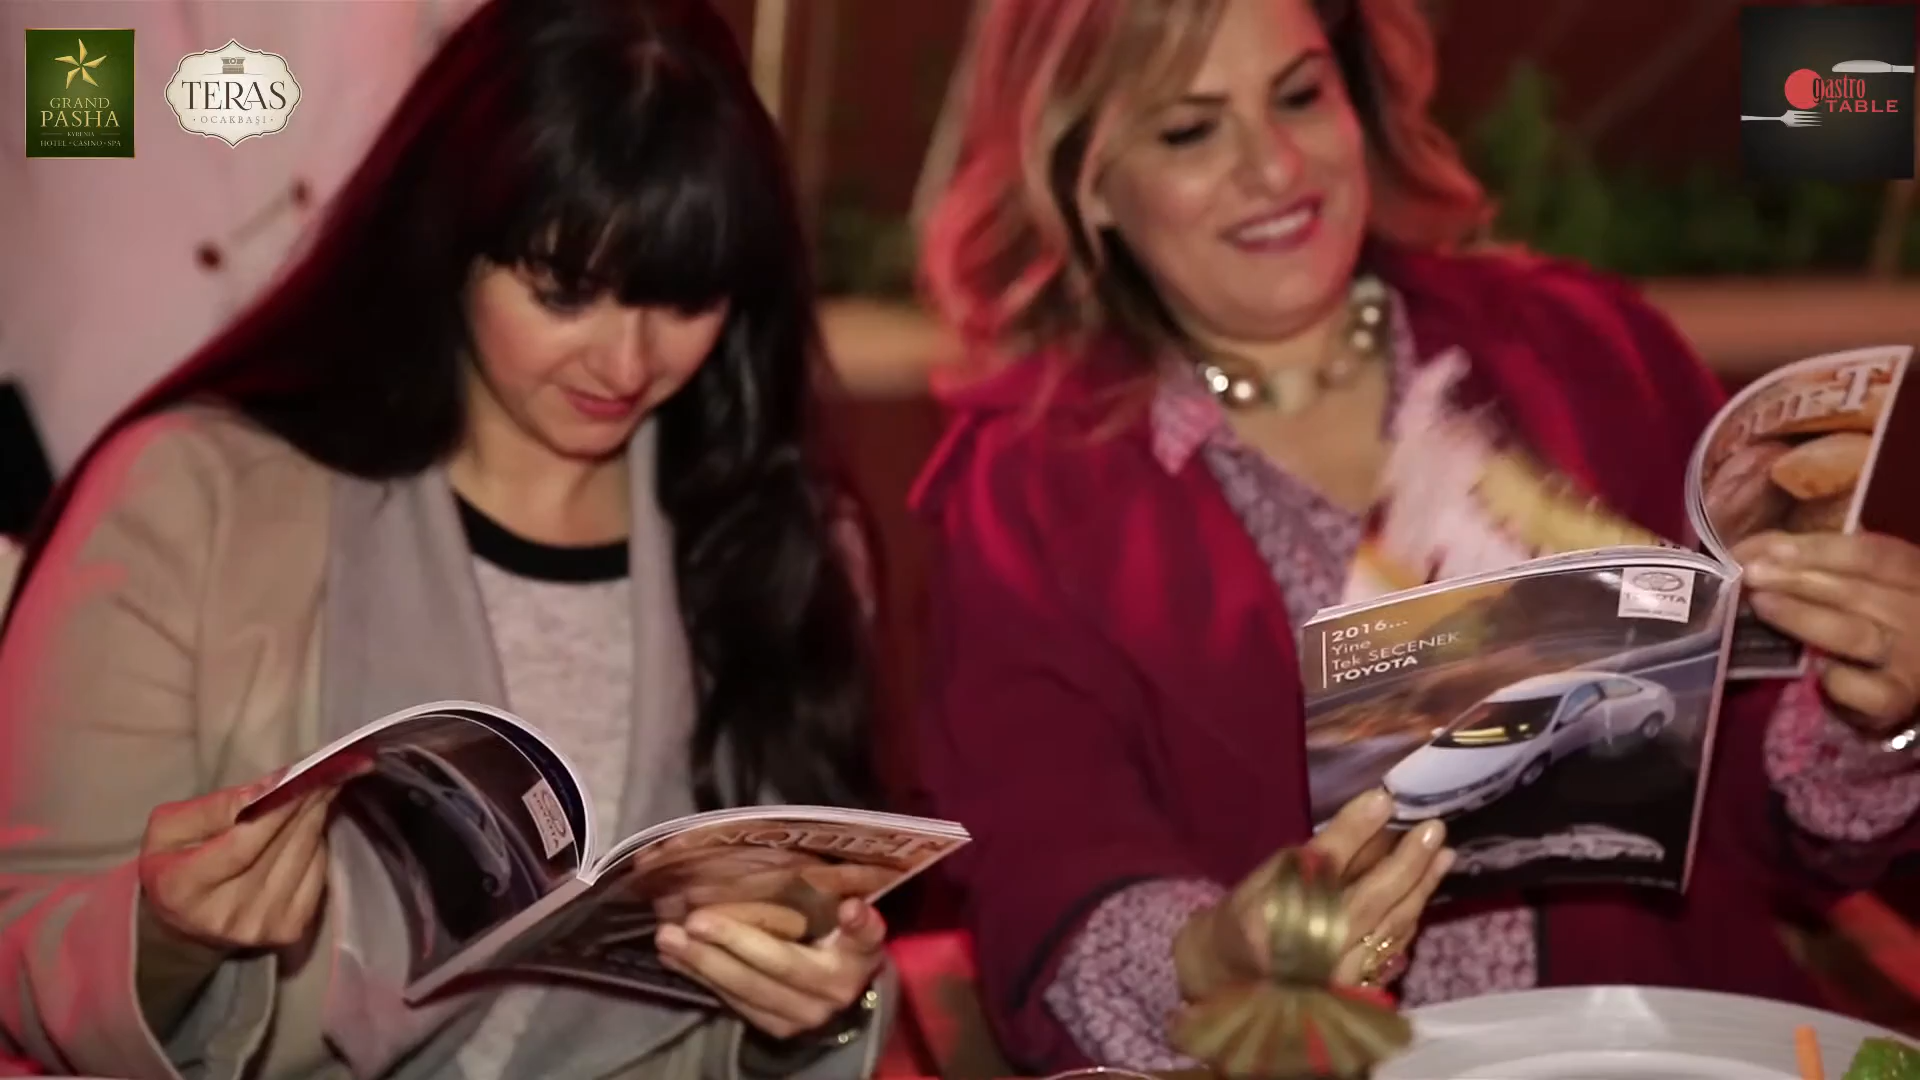 GRAND
PASHA
KYRENIA
HOTEL • CASINO • SPA
TERAS
• OCAKBAŞI •
gastro
TABLE
2016...
Yine
Tek SEÇENEK
TOYOTA
TOYOTA